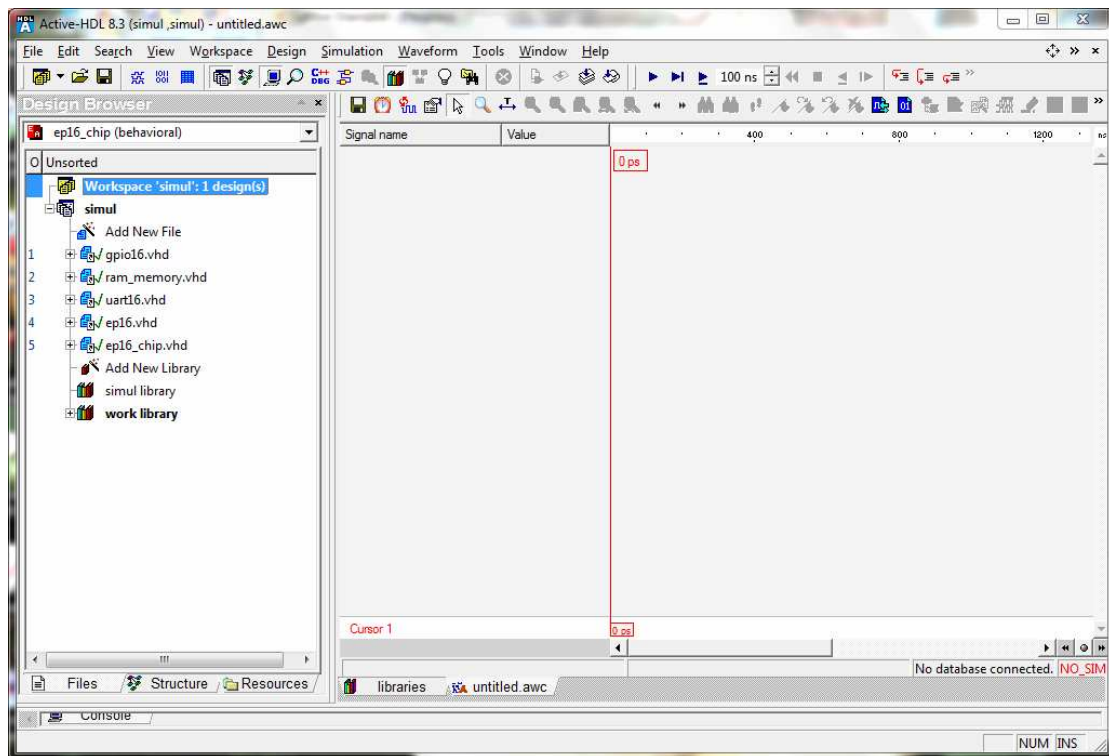 Active-HDL 8.3 (simul ,simul) - untitled.awc
File Edit Search View Workspace Design Simulation Waveform Tools Window Help
100 ns
Design Browser
ep16_chip (behavioral)
Signal name Value 400 800 1200 ns
O Unsorted
0 ps
Workspace 'simul': 1 design(s)
simul
Add New File
1 gpio16.vhd
2 ram_memory.vhd
3 uart16.vhd
4 ep16.vhd
5 ep16_chip.vhd
Add New Library
simul library
work library
Cursor 1 0 ps
No database connected. NO_SIM
Files Structure Resources
libraries untitled.awc
Console
NUM INS